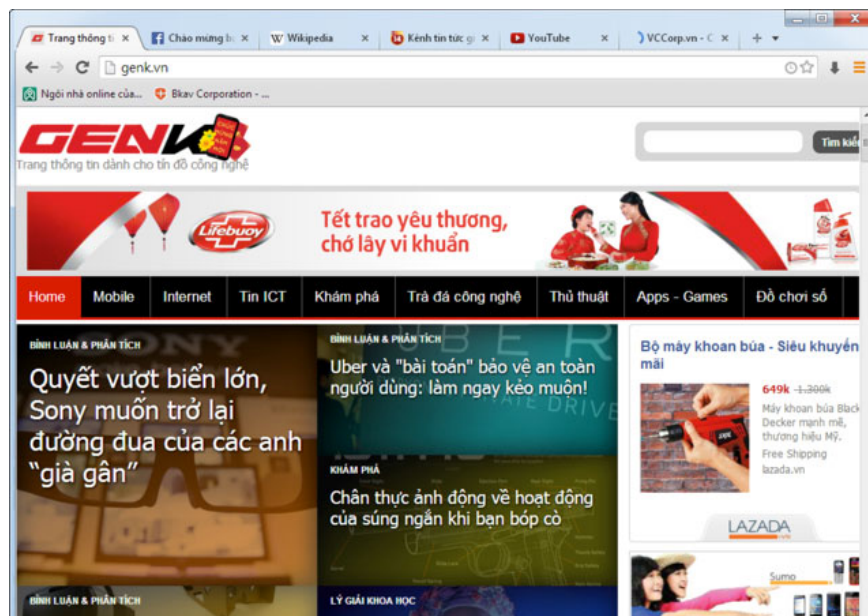 Trang thông ti
Chào mừng b
Wikipedia
Kênh tin tức g
YouTube
VCCorp.vn - C
genk.vn
Ngôi nhà online của...
Bkav Corporation - ...
GENK
CHÚC MỪNG NĂM MỚI
Trang thông tin dành cho tín đồ công nghệ
Tìm kiế
Lifebuoy
Tết trao yêu thương,
chớ lây vi khuẩn
Home
Mobile
Internet
Tin ICT
Khám phá
Trà đá công nghệ
Thủ thuật
Apps - Games
Đồ chơi số
BÌNH LUẬN & PHÂN TÍCH
Quyết vượt biển lớn,
Sony muốn trở lại
đường đua của các anh
“già gân”
BÌNH LUẬN & PHÂN TÍCH
Uber và "bài toán" bảo vệ an toàn
người dùng: làm ngay kẻo muộn!
KHÁM PHÁ
Chân thực ảnh động về hoạt động
của súng ngắn khi bạn bóp cò
BÌNH LUẬN & PHÂN TÍCH
LÝ GIẢI KHOA HỌC
Bộ máy khoan búa - Siêu khuyến
mãi
649k -1.300k
Máy khoan búa Black
Decker mạnh mẽ,
thương hiệu Mỹ.
Free Shipping
lazada.vn
LAZADA
Sumo